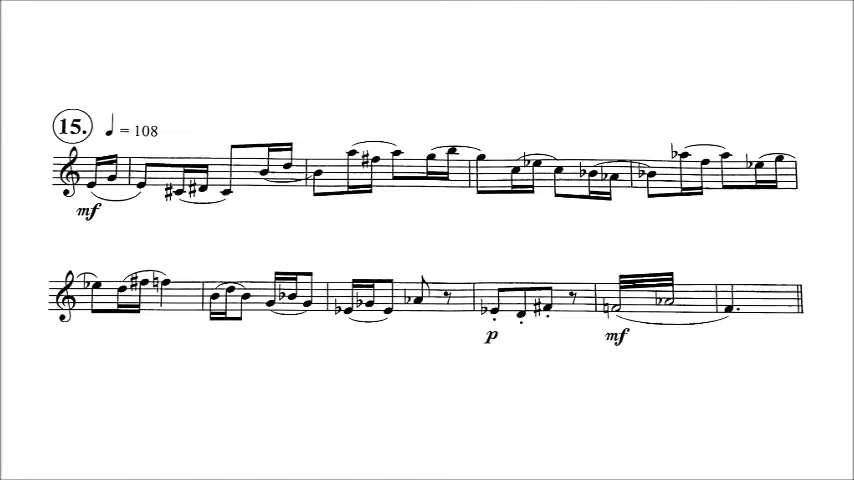 15. ♩ = 108
mf
p mf